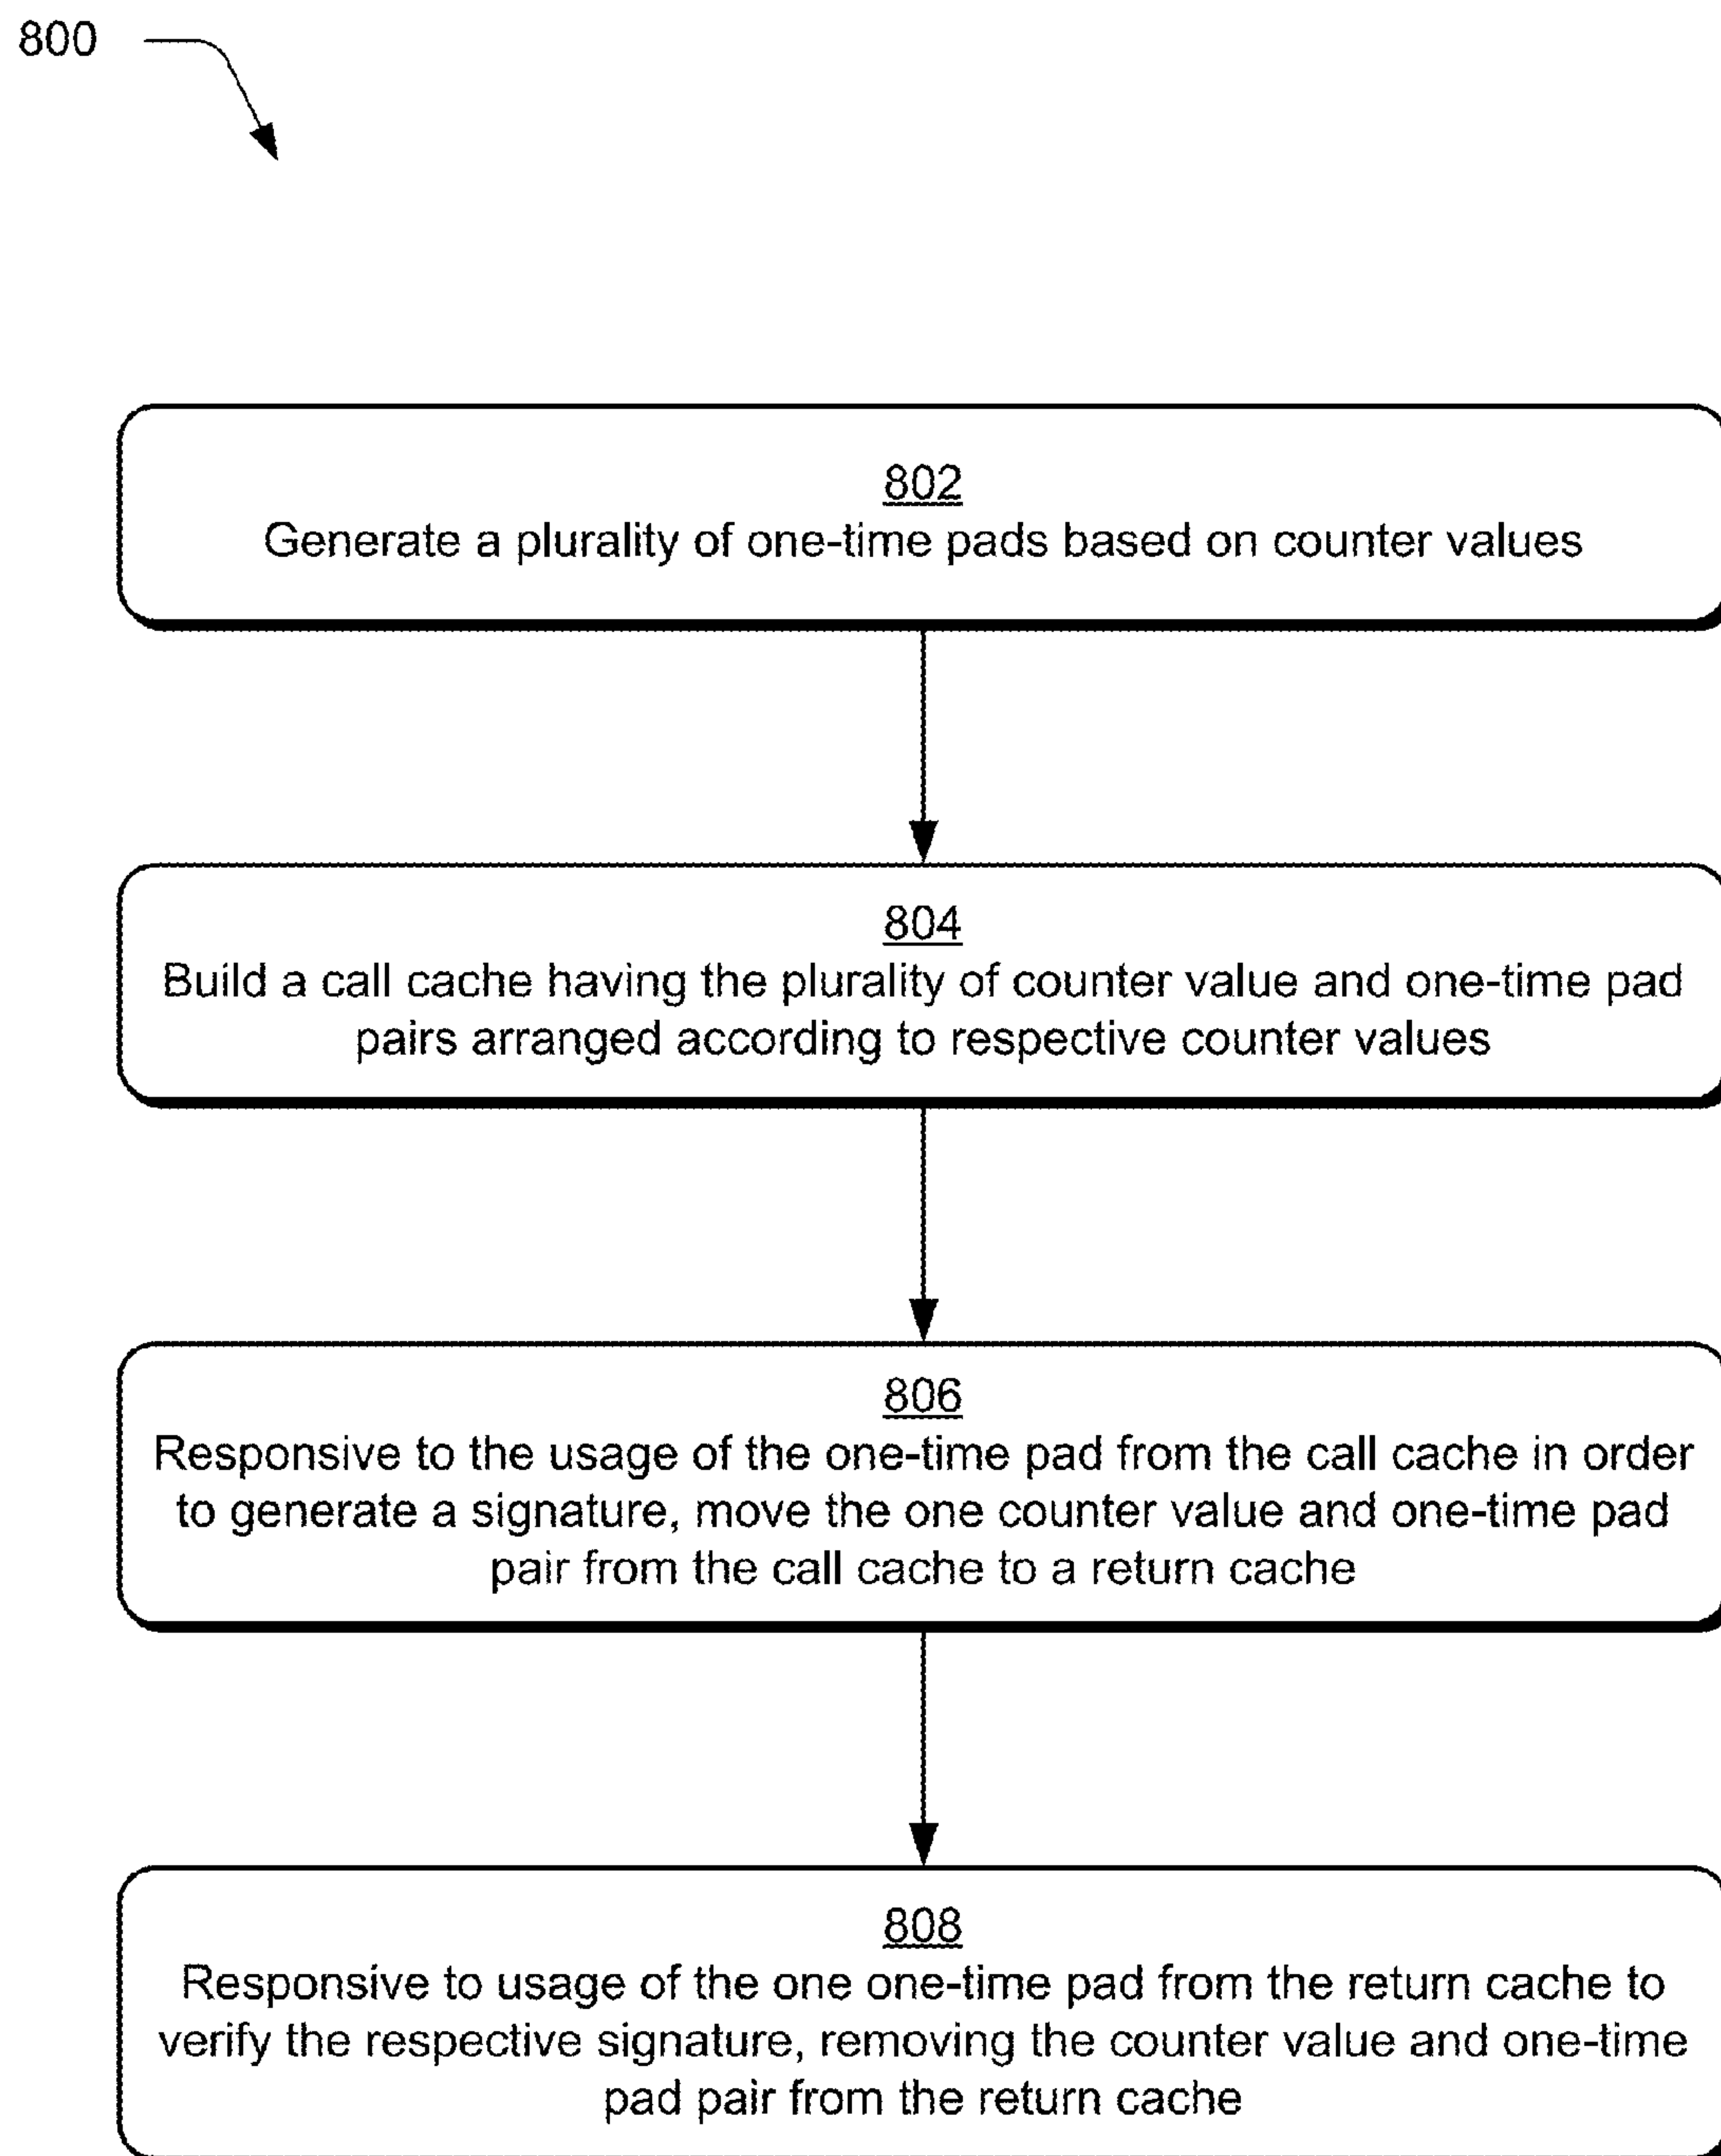 800
802
Generate a plurality of one-time pads based on counter values
804
Build a call cache having the plurality of counter value and one-time pad
pairs arranged according to respective counter values
806
Responsive to the usage of the one-time pad from the call cache in order
to generate a signature, move the one counter value and one-time pad
pair from the call cache to a return cache
808
Responsive to usage of the one one-time pad from the return cache to
verify the respective signature, removing the counter value and one-time
pad pair from the return cache